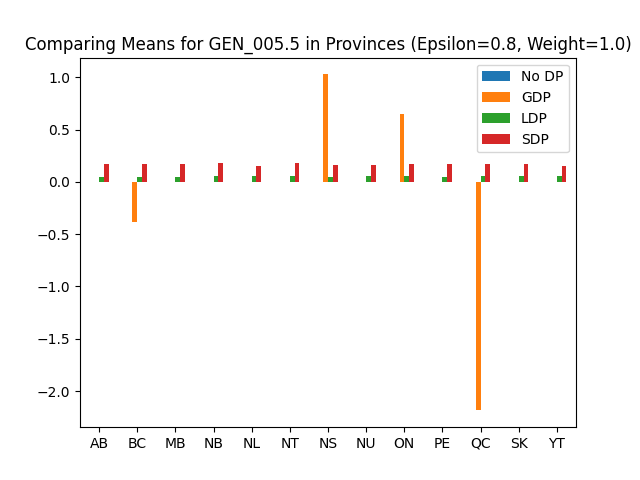 Comparing Means for GEN_005.5 in Provinces (Epsilon=0.8, Weight=1.0)
1.0
0.5
0.0
−0.5
−1.0
−1.5
−2.0
No DP
GDP
LDP
SDP
AB BC MB NB NL NT NS NU ON PE QC SK YT